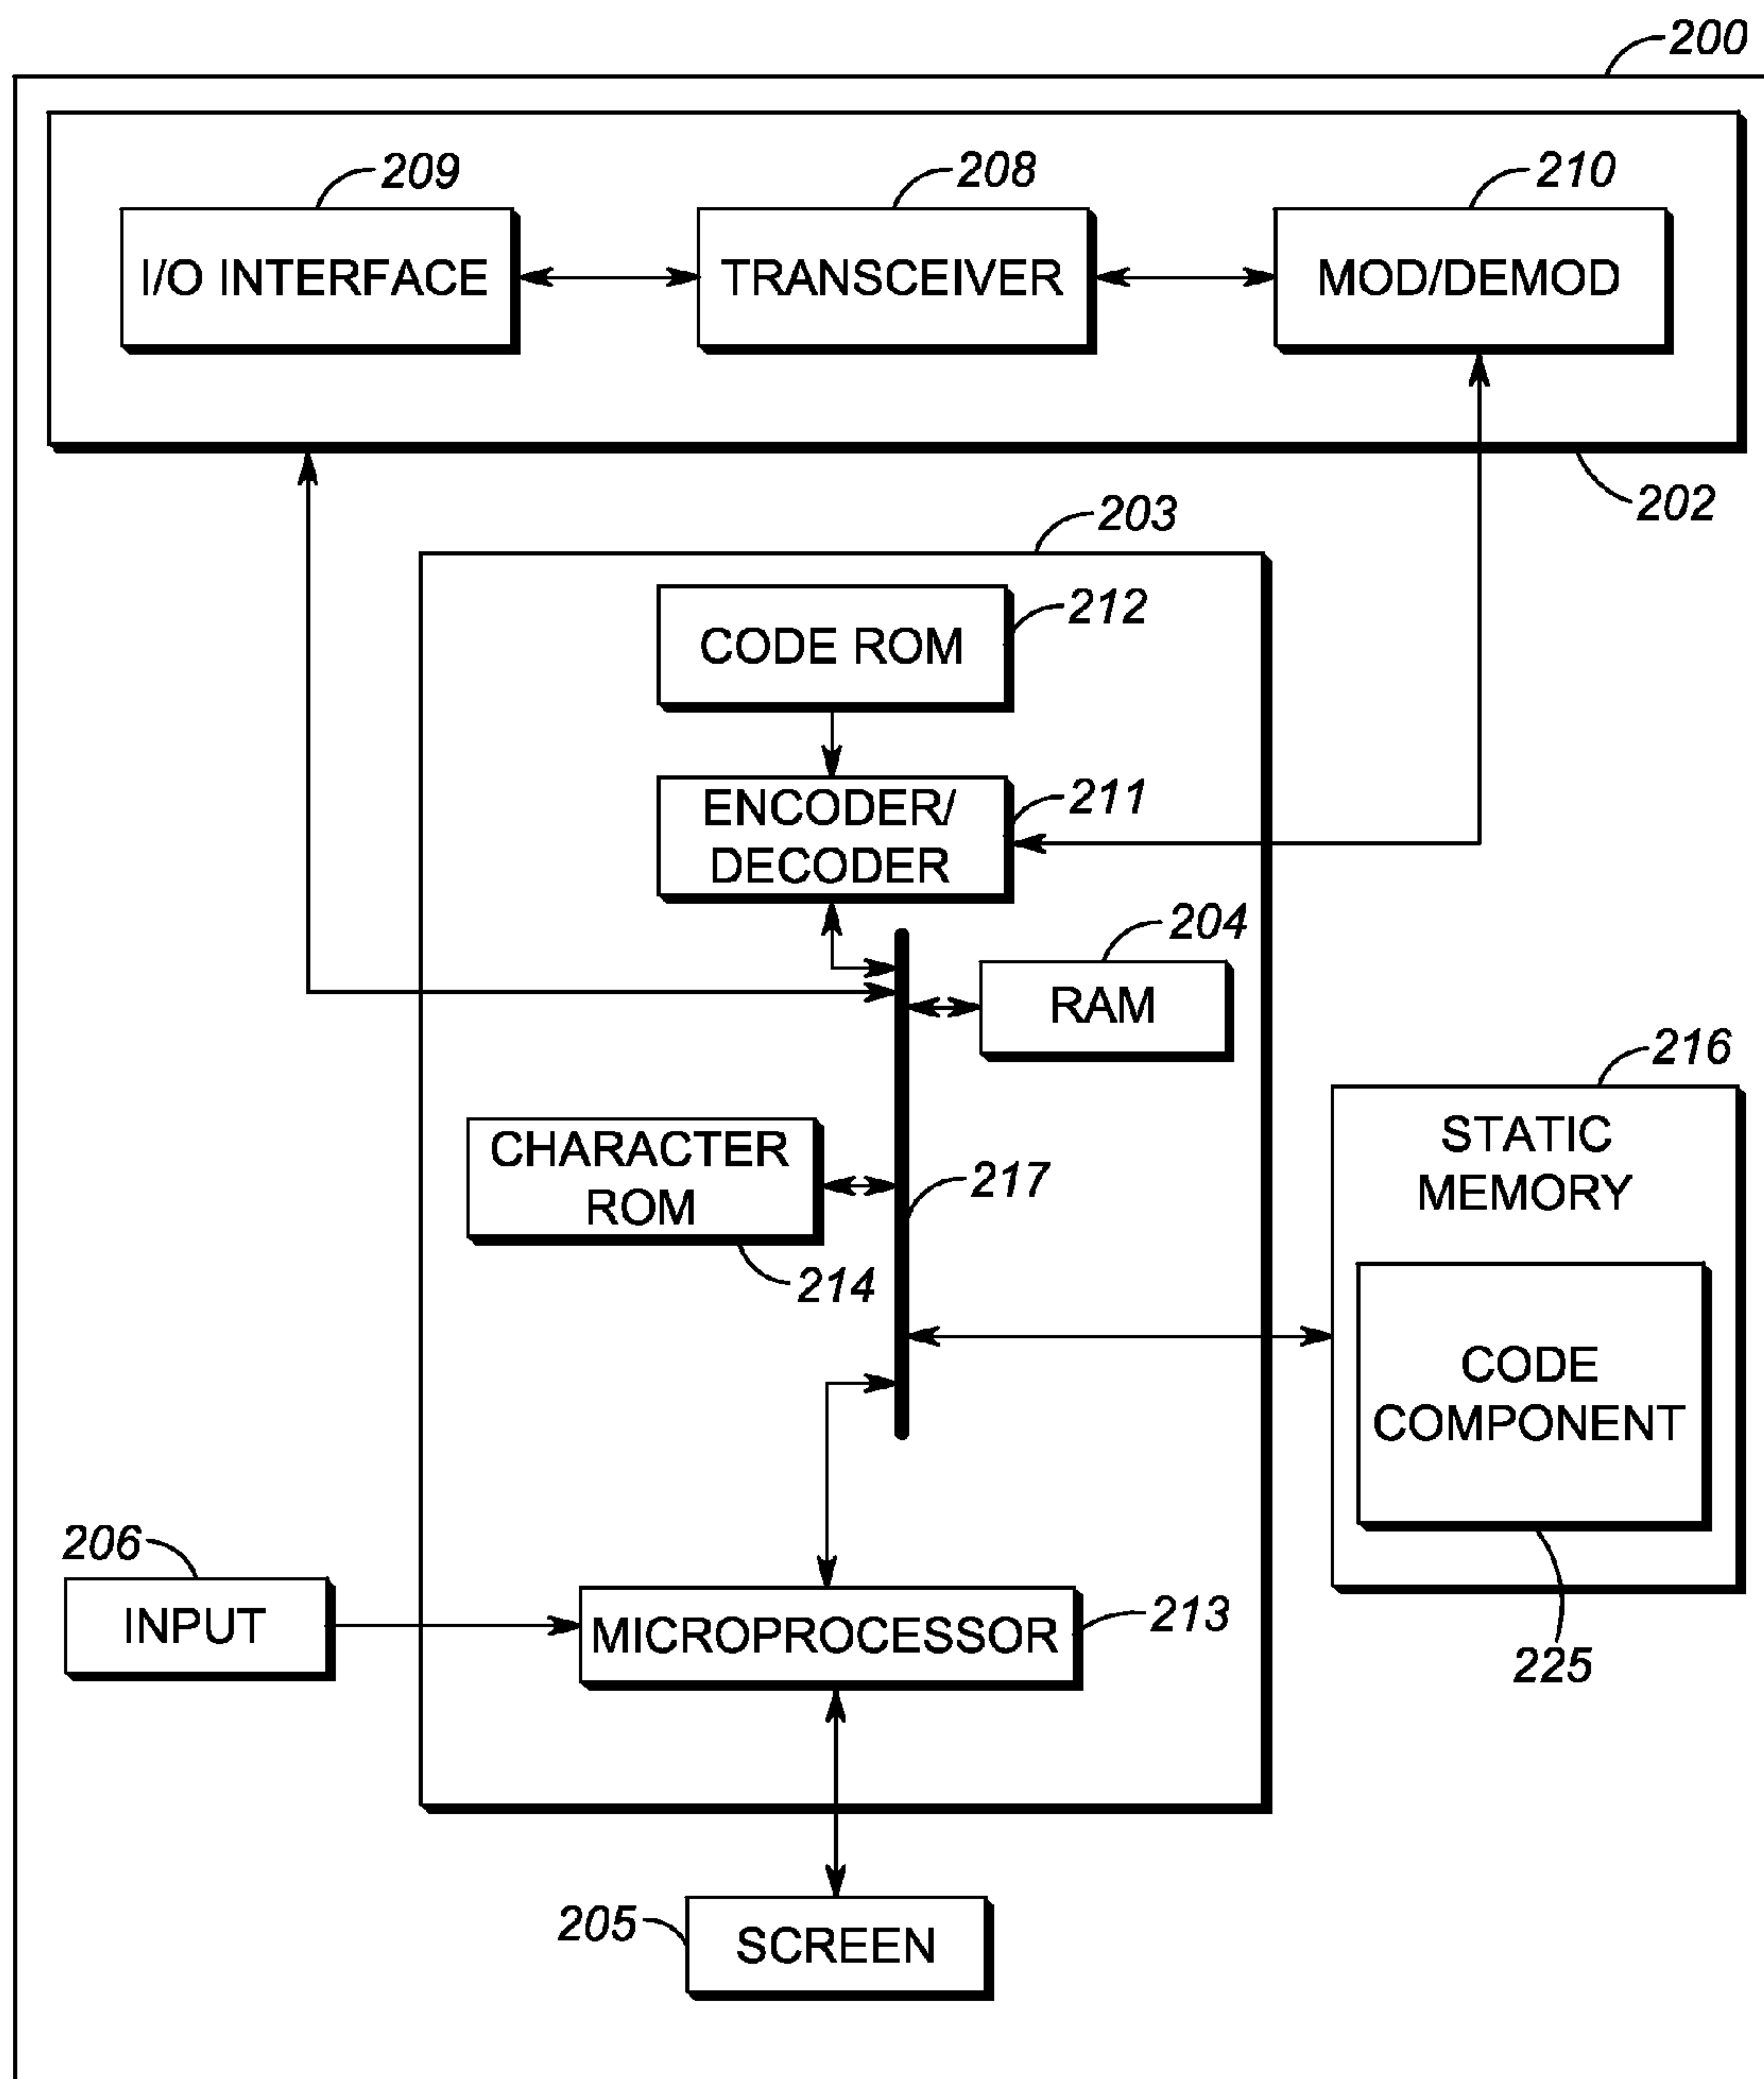 200
209
208
210
I/O INTERFACE
TRANSCEIVER
MOD/DEMOD
202
203
CODE ROM
212
ENCODER/
DECODER
211
204
RAM
216
STATIC
MEMORY
CHARACTER
ROM
217
214
CODE
COMPONENT
206
INPUT
MICROPROCESSOR
213
225
205
SCREEN